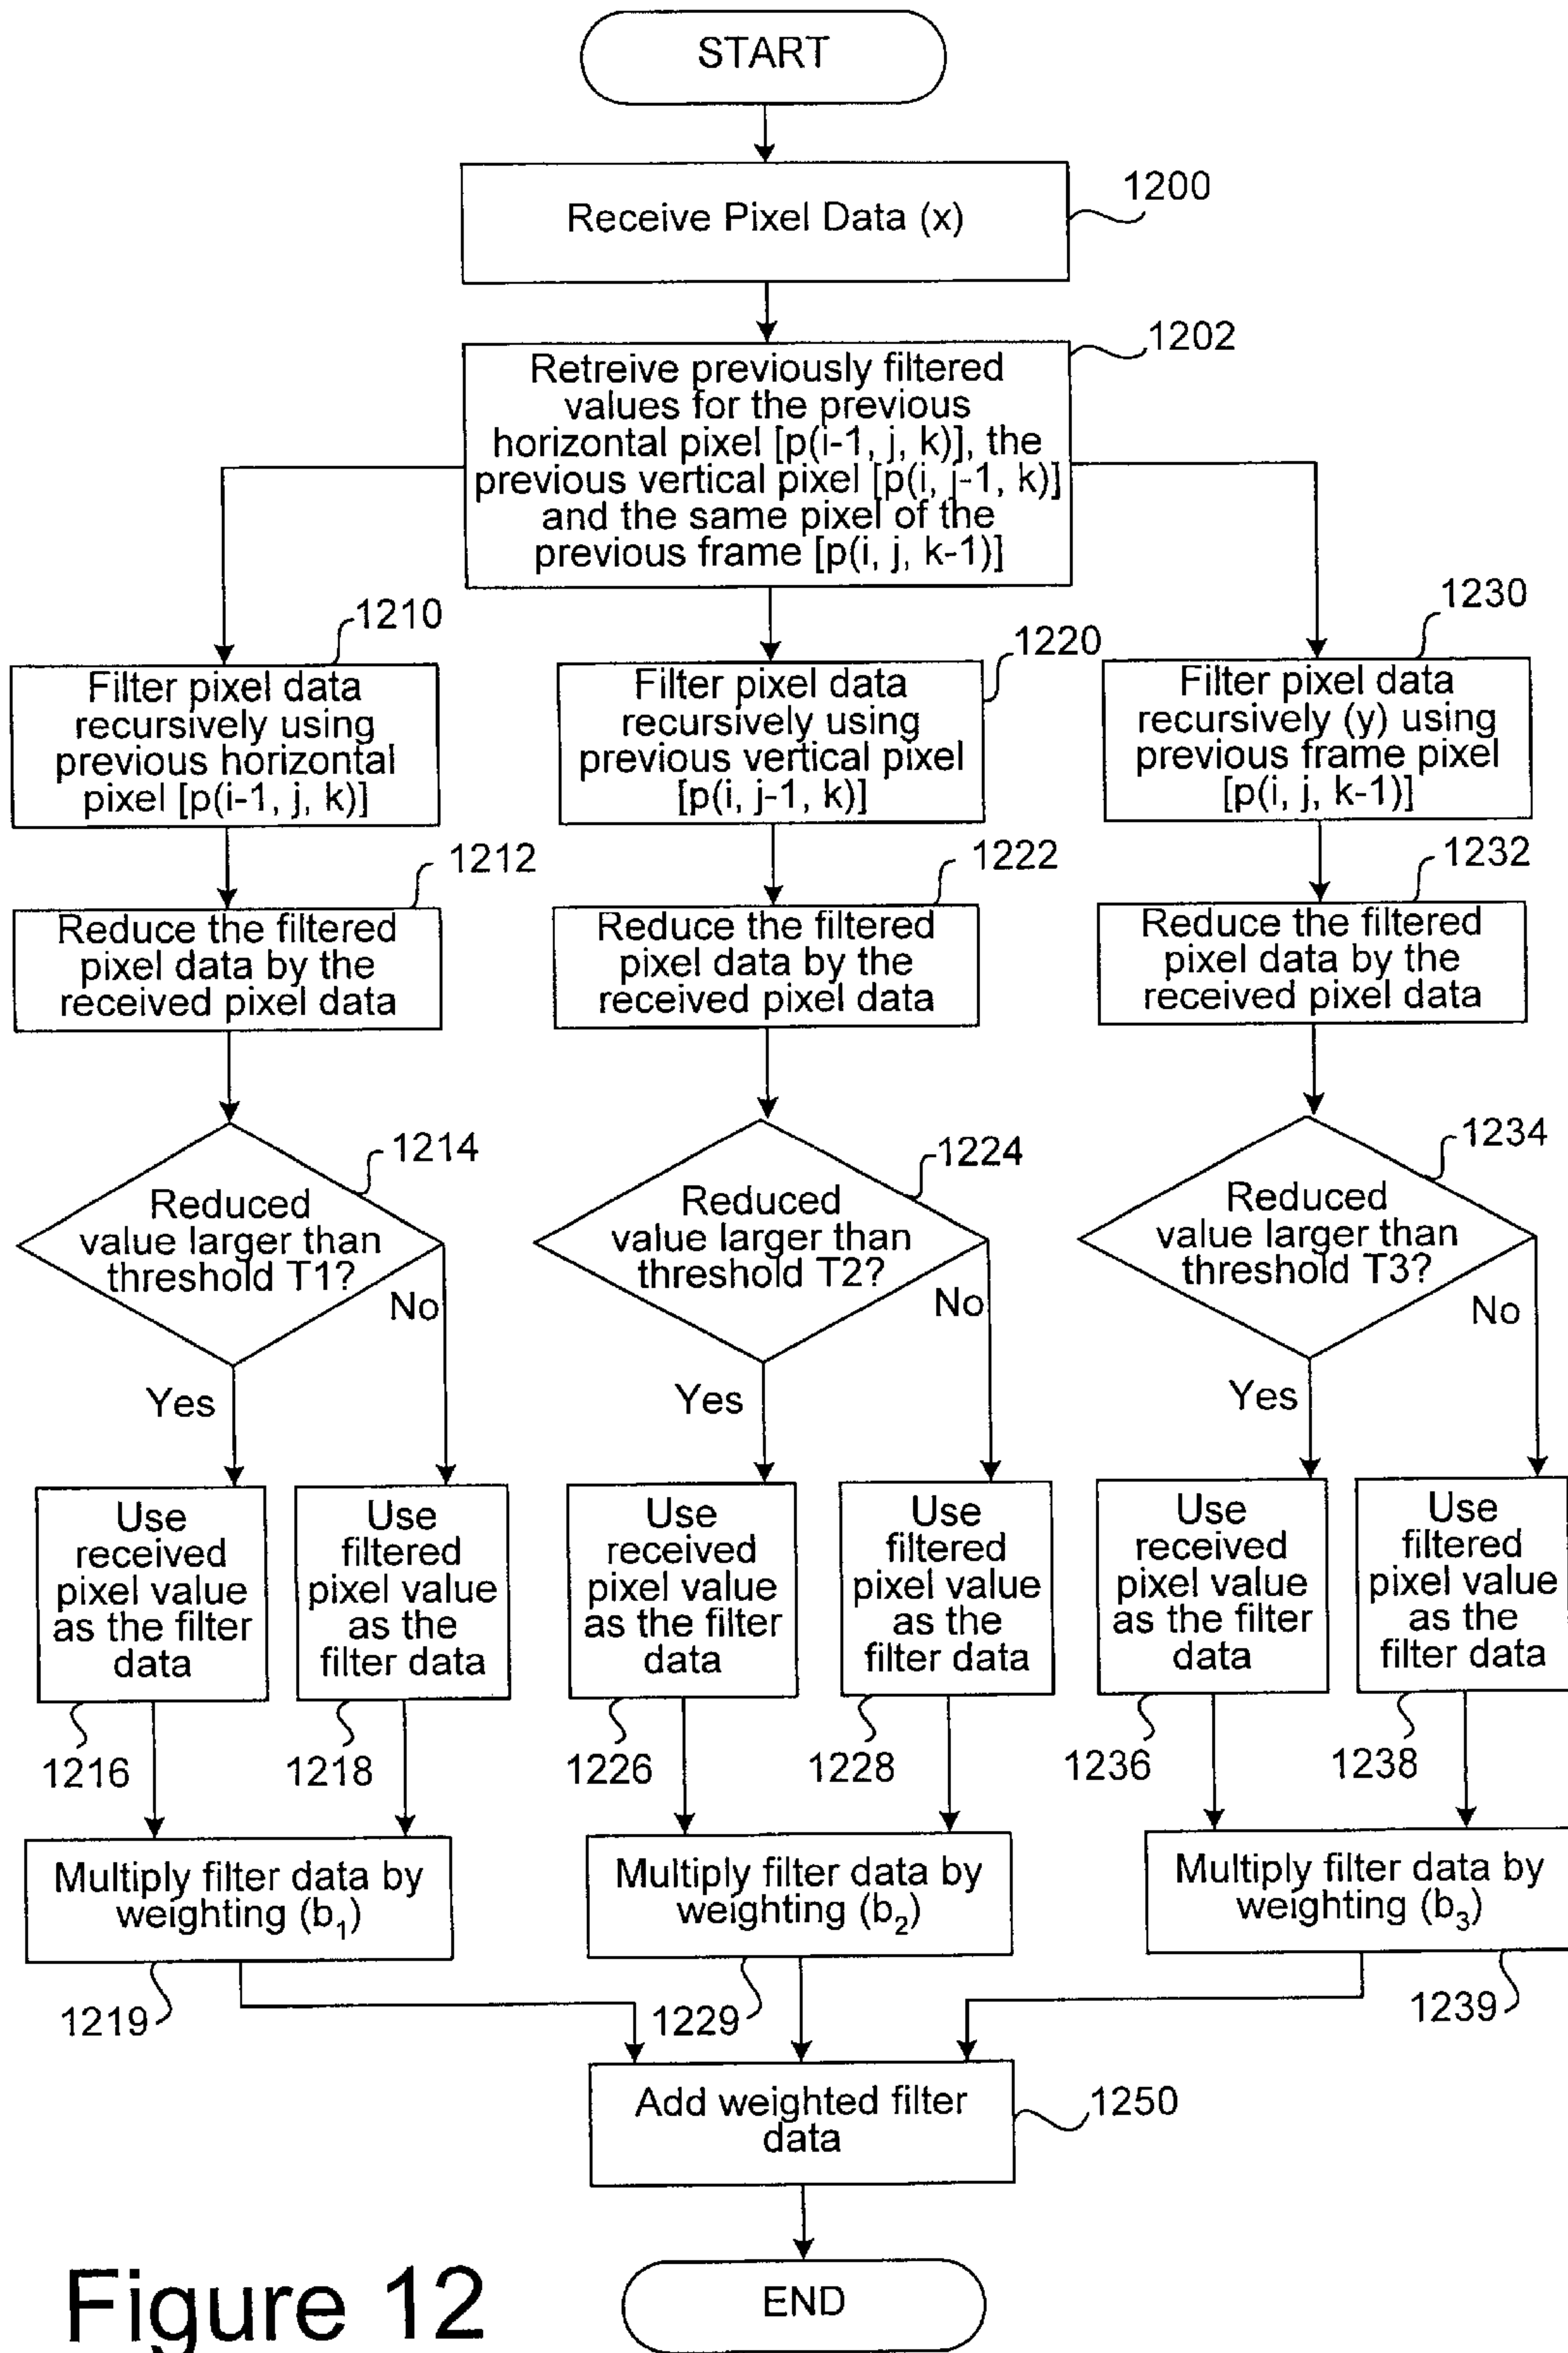 START
Receive Pixel Data (x)
1200
Retreive previously filtered
values for the previous
horizontal pixel [p(i-1, j, k)], the
previous vertical pixel [p(i, j-1, k)]
and the same pixel of the
previous frame [p(i, j, k-1)]
1202
1210
Filter pixel data
recursively using
previous horizontal
pixel [p(i-1, j, k)]
1220
Filter pixel data
recursively using
previous vertical pixel
[p(i, j-1, k)]
1230
Filter pixel data
recursively (y) using
previous frame pixel
[p(i, j, k-1)]
1212
Reduce the filtered
pixel data by the
received pixel data
1222
Reduce the filtered
pixel data by the
received pixel data
1232
Reduce the filtered
pixel data by the
received pixel data
1214
Reduced
value larger than
threshold T1?
No
Yes
1224
Reduced
value larger than
threshold T2?
No
Yes
1234
Reduced
value larger than
threshold T3?
No
Yes
Use
received
pixel value
as the filter
data
1216
Use
filtered
pixel value
as the
filter data
1218
Use
received
pixel value
as the filter
data
1226
Use
filtered
pixel value
as the
filter data
1228
Use
received
pixel value
as the filter
data
1236
Use
filtered
pixel value
as the
filter data
1238
Multiply filter data by
weighting (b₁)
1219
Multiply filter data by
weighting (b₂)
1229
Multiply filter data by
weighting (b₃)
1239
Add weighted filter
data
1250
END
Figure 12